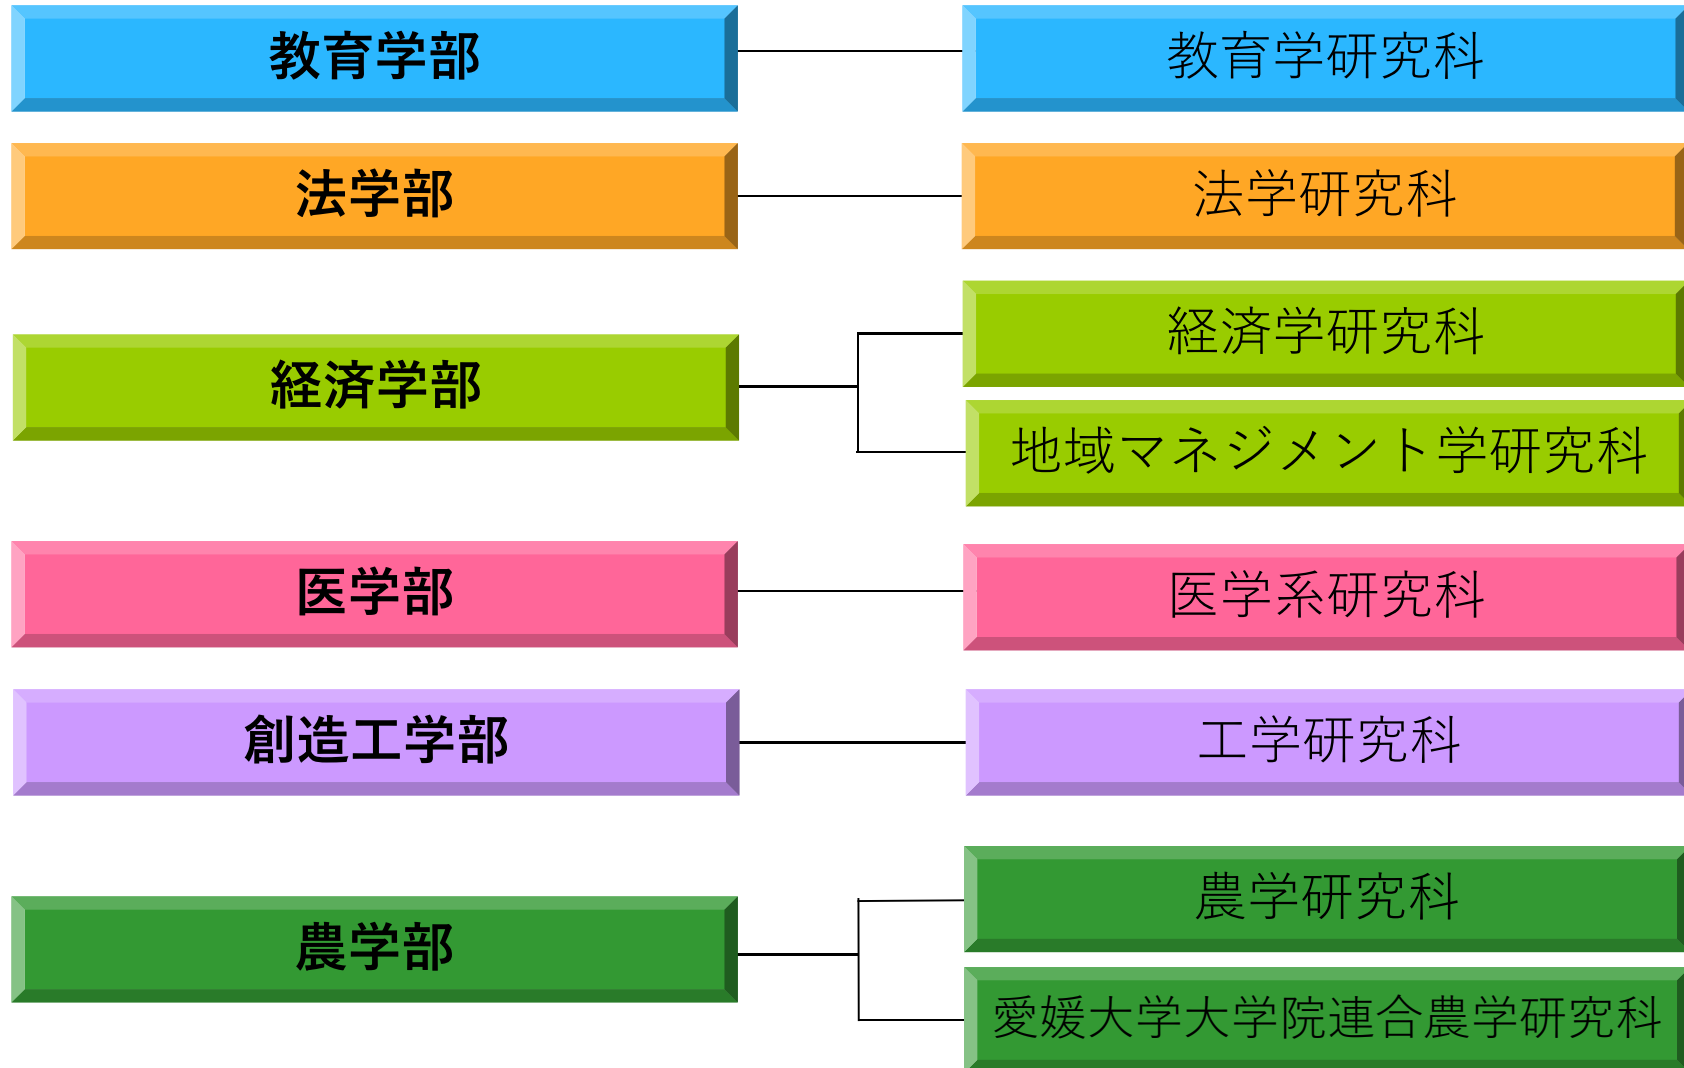 教育学部
教育学研究科
法学部
法学研究科
経済学部
経済学研究科
地域マネジメント学研究科
医学部
医学系研究科
創造工学部
工学研究科
農学部
農学研究科
愛媛大学大学院連合農学研究科